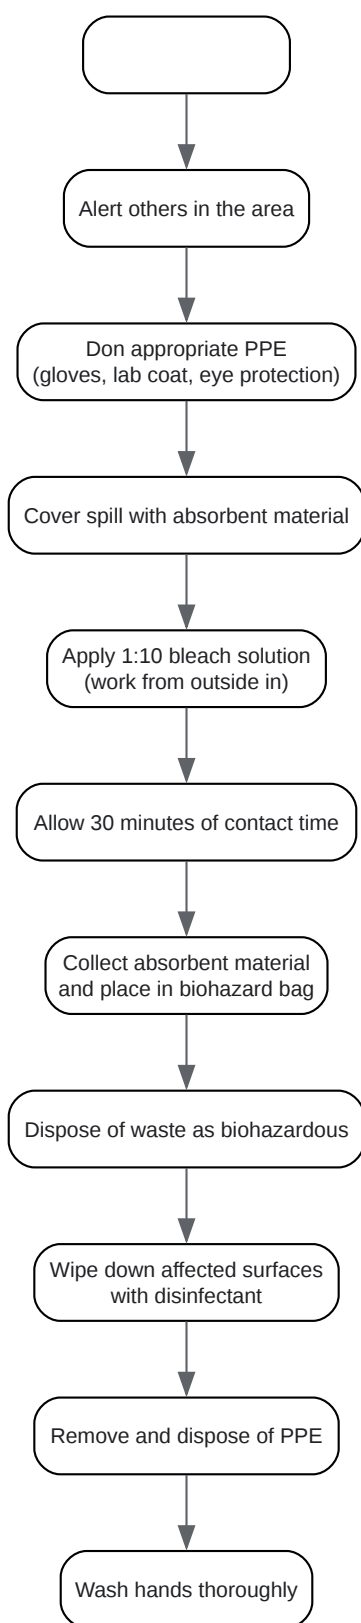 Alert others in the area
Don appropriate PPE
(gloves, lab coat, eye protection)
Cover spill with absorbent material
Apply 1:10 bleach solution
(work from outside in)
Allow 30 minutes of contact time
Collect absorbent material
and place in biohazard bag
Dispose of waste as biohazardous
Wipe down affected surfaces
with disinfectant
Remove and dispose of PPE
Wash hands thoroughly